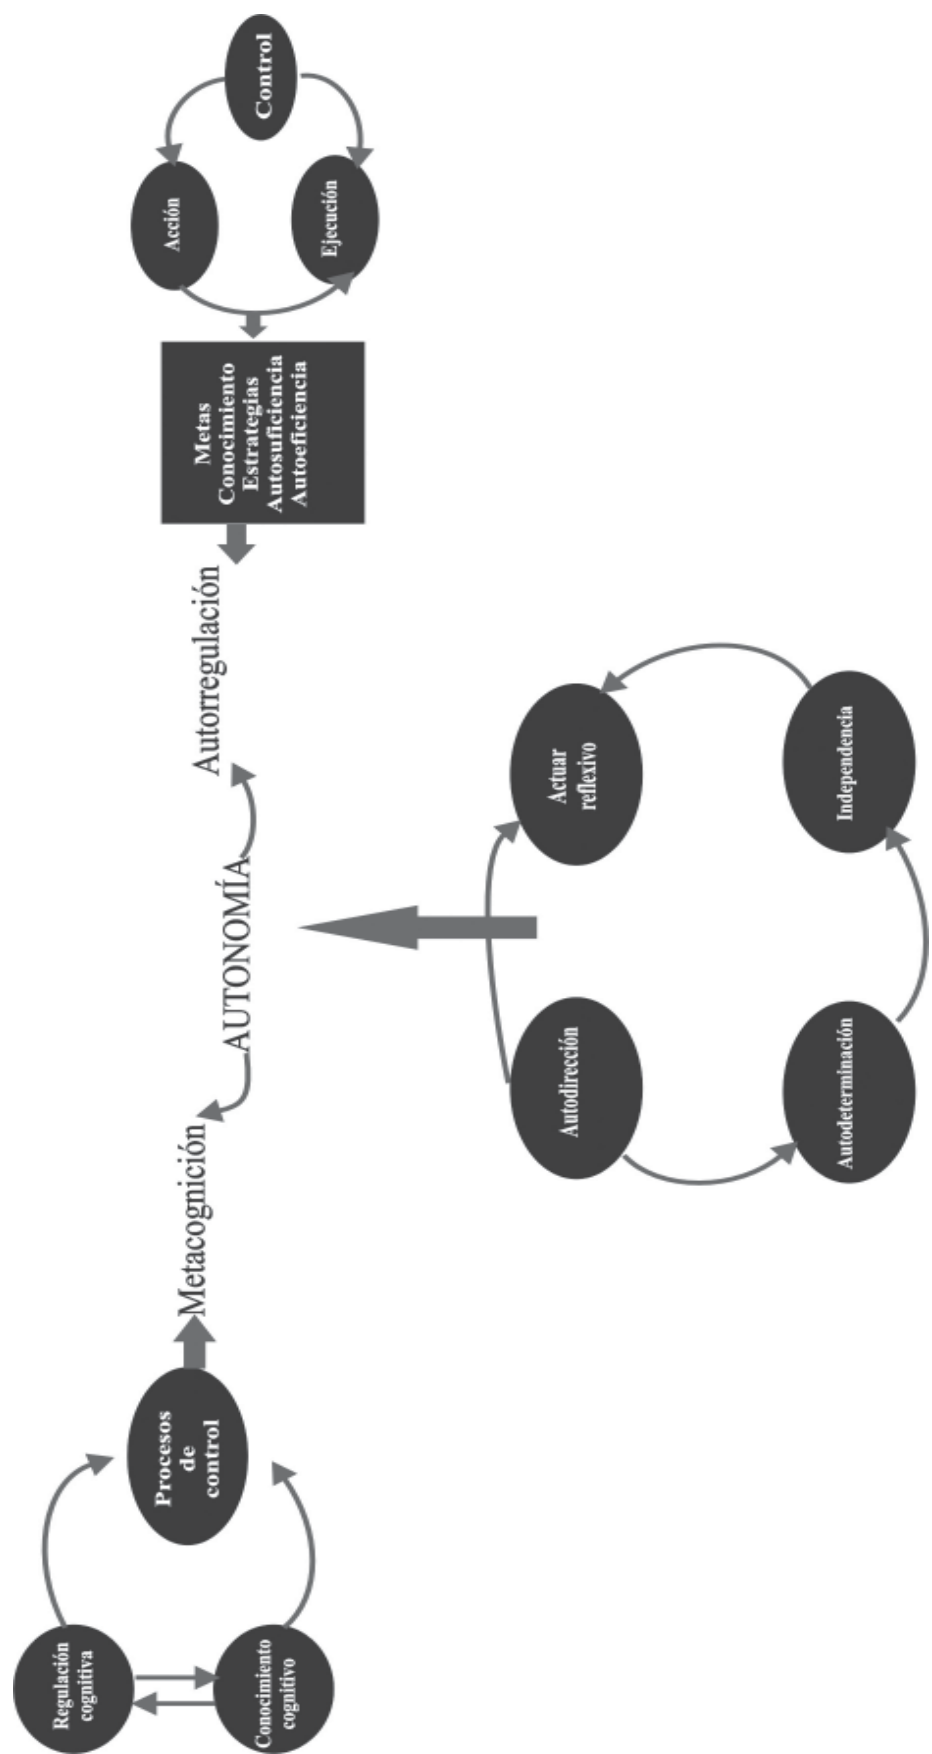 Regulación
cognitiva
Conocimiento
cognitivo
Procesos
de
control
Metacognición
AUTONOMÍA
Autorregulación
Metas
Conocimiento
Estrategias
Autosuficiencia
Autoeficiencia
Acción
Ejecución
Control
Autodirección
Actuar
reflexivo
Autodeterminación
Independencia